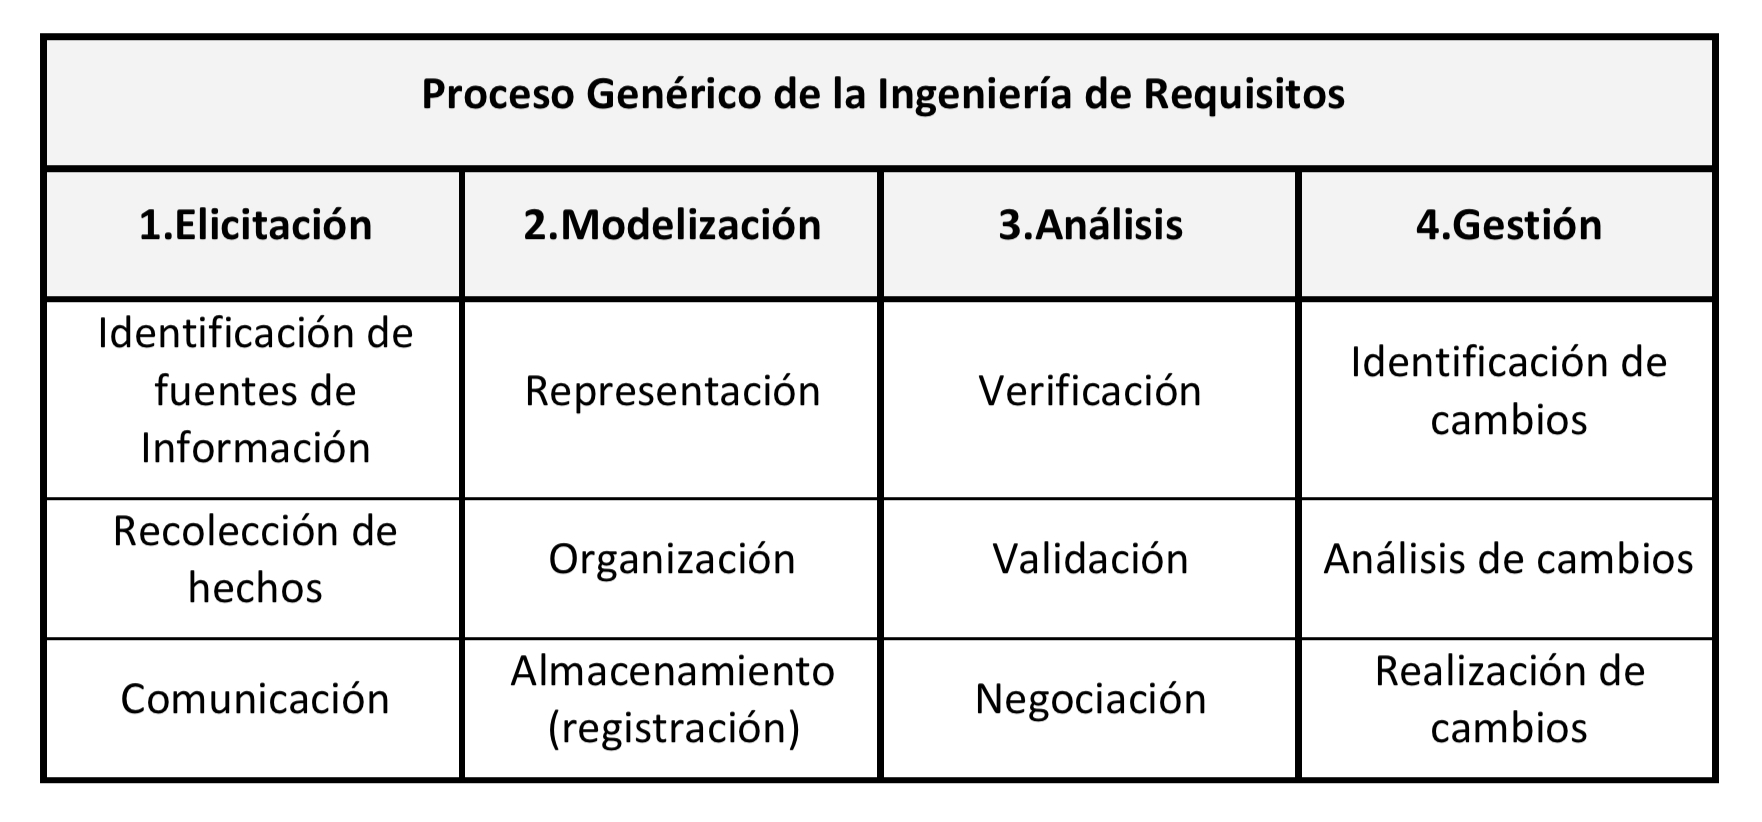 Proceso Genérico de la Ingeniería de Requisitos
1.Elicitación
2.Modelización
3.Análisis
4.Gestión
Identificación de
fuentes de
Información
Representación
Verificación
Identificación de
cambios
Recolección de
hechos
Organización
Validación
Análisis de cambios
Comunicación
Almacenamiento
(registración)
Negociación
Realización de
cambios